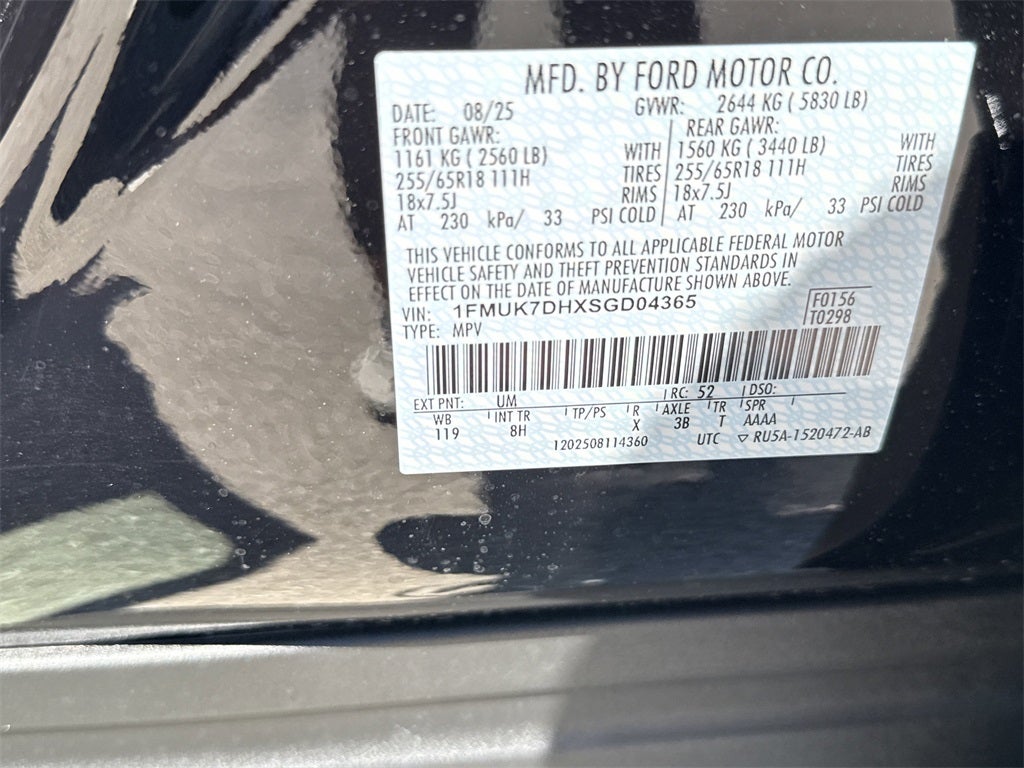 MFD. BY FORD MOTOR CO.
DATE: 08/25 GVWR: 2644 KG ( 5830 LB)
FRONT GAWR: REAR GAWR:
1161 KG ( 2560 LB) WITH 1560 KG ( 3440 LB) WITH
255/65R18 111H TIRES 255/65R18 111H TIRES
18x7.5J RIMS 18x7.5J RIMS
AT 230 kPa/ 33 PSI COLD AT 230 kPa/ 33 PSI COLD
THIS VEHICLE CONFORMS TO ALL APPLICABLE FEDERAL MOTOR
VEHICLE SAFETY AND THEFT PREVENTION STANDARDS IN
EFFECT ON THE DATE OF MANUFACTURE SHOWN ABOVE.
VIN: 1FMUK7DHXSGD04365 F0156
TYPE: MPV T0298
EXT PNT: UM RC: 52 DSO:
WB INT TR TP/PS R AXLE TR SPR
119 8H X 3B T AAAA
1202508114360 UTC ▽ RU5A-1520472-AB